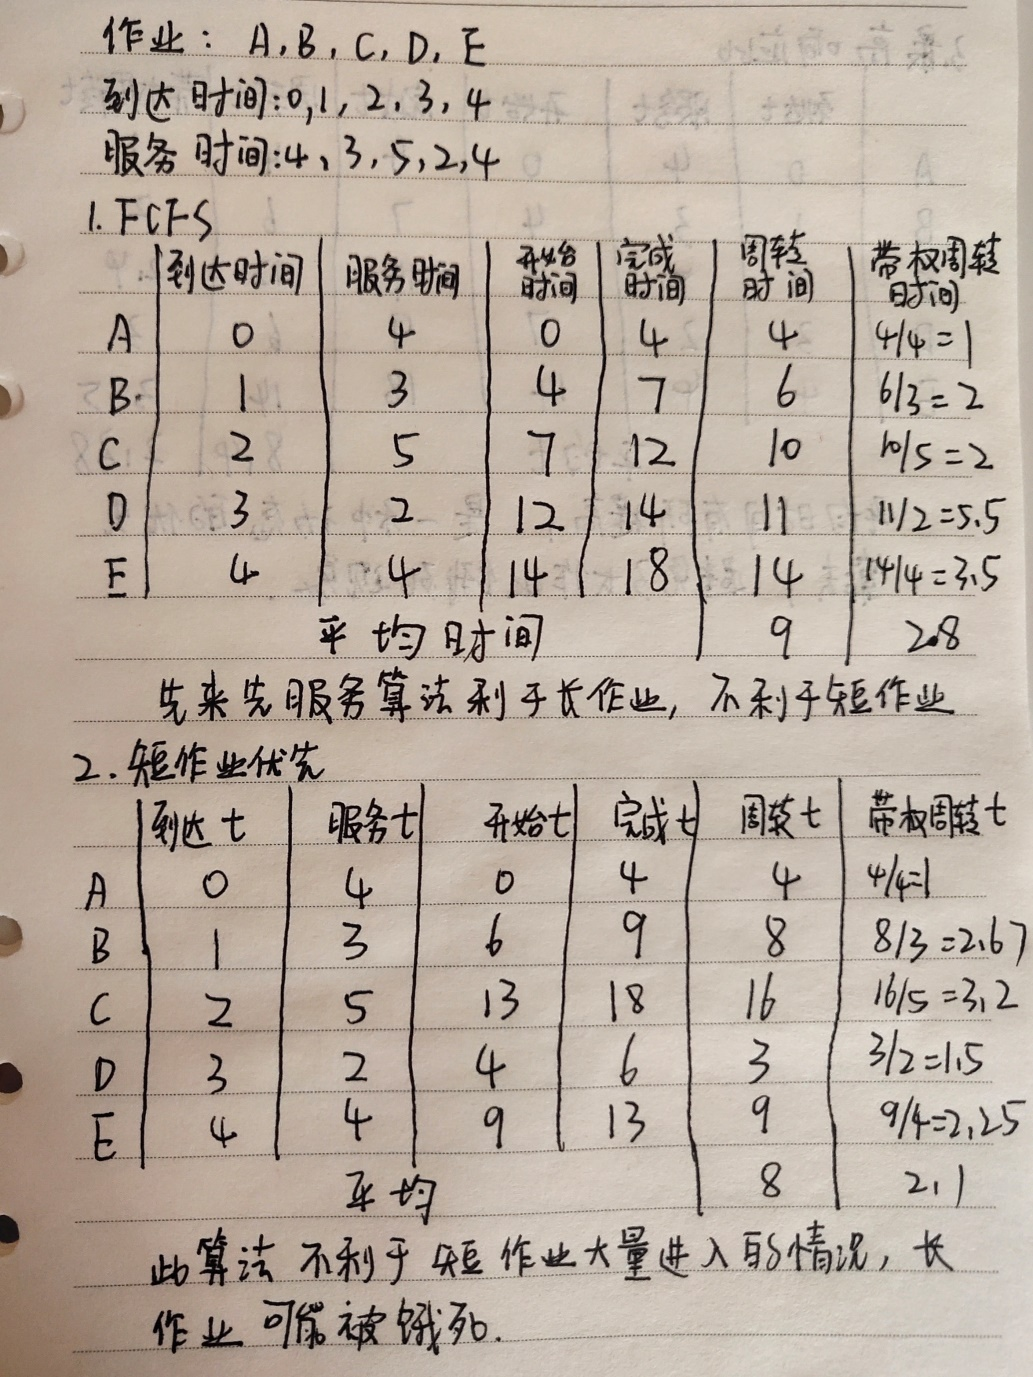 作业：A，B，C，D，E
到达时间：0，1，2，3，4
服务时间：4、3，5，2，4
1. FCFS
到达时间 服务时间 开始时间 完成时间 周转时间 带权周转时间
A 0 4 0 4 4 4/4=1
B 1 3 4 7 6 6/3=2
C 2 5 7 12 10 10/5=2
D 3 2 12 14 11 11/2=5.5
E 4 4 14 18 14 14/4=3.5
平均时间 9 2.8
先来先服务算法利于长作业，不利于短作业
2. 短作业优先
到达t 服务t 开始t 完成t 周转t 带权周转t
A 0 4 0 4 4 4/4=1
B 1 3 6 9 8 8/3=2.67
C 2 5 13 18 16 16/5=3.2
D 3 2 4 6 3 3/2=1.5
E 4 4 9 13 9 9/4=2.25
平均 8 2.1
此算法不利于短作业大量进入的情况，长
作业可能被饿死.